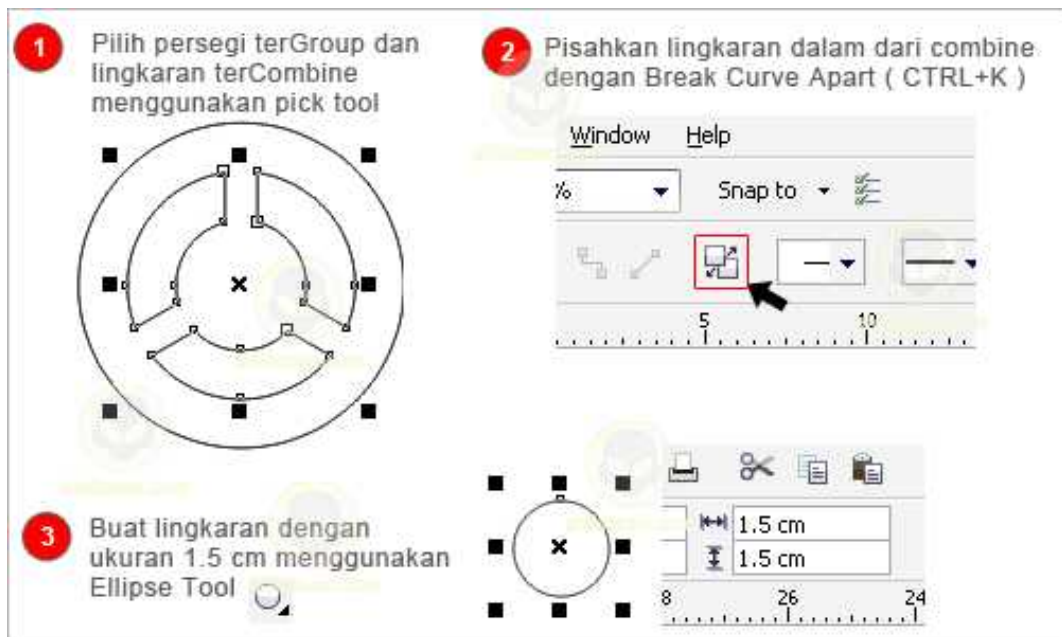 1
Pilih persegi terGroup dan
lingkaran terCombine
menggunakan pick tool
2
Pisahkan lingkaran dalam dari combine
dengan Break Curve Apart ( CTRL+K )
Window Help
% Snap to
5 10
3
Buat lingkaran dengan
ukuran 1.5 cm menggunakan
Ellipse Tool
1.5 cm
1.5 cm
8 26 24